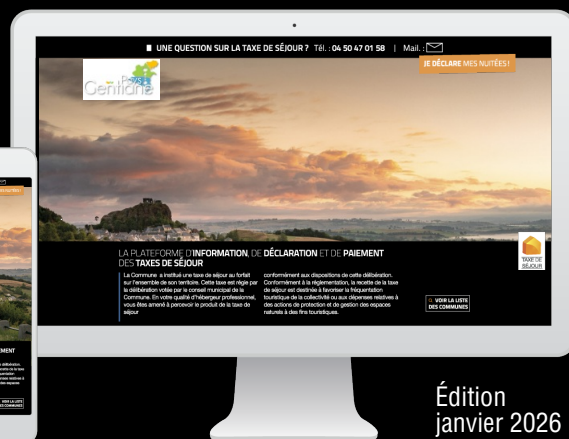 UNE QUESTION SUR LA TAXE DE SÉJOUR ? Tél. : 04 50 47 01 58 | Mail. :
JE DÉCLARE MES NUITÉES !
Gentiane
LA PLATEFORME D'INFORMATION, DE DÉCLARATION ET DE PAIEMENT
DES TAXES DE SÉJOUR
La Commune a institué une taxe de séjour au forfait
sur l'ensemble de son territoire. Cette taxe est régie par
la délibération votée par le conseil municipal de la
Commune. En votre qualité d'hébergeur professionnel,
vous êtes amené à percevoir le produit de la taxe de
séjour
conformément aux dispositions de cette délibération.
Conformément à la réglementation, la recette de la taxe
de séjour est destinée à favoriser la fréquentation
touristique de la collectivité ou aux dépenses relatives à
des actions de protection et de gestion des espaces
naturels à des fins touristiques.
VOIR LA LISTE
DES COMMUNES
TAXE DE
SÉJOUR
Édition
janvier 2026